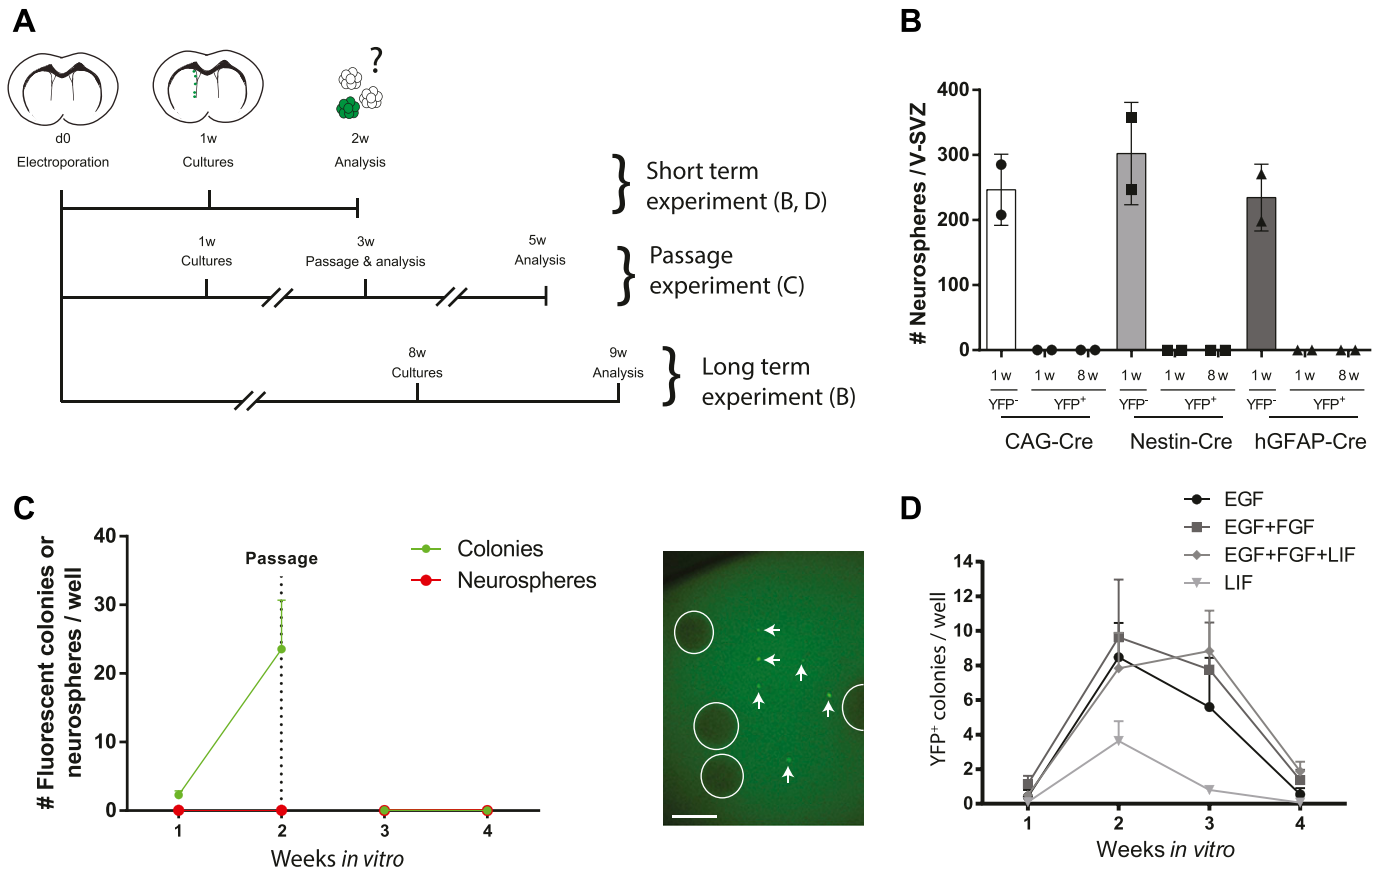 A
?
d0
1w
2w
Electroporation
Cultures
Analysis
} Short term
experiment (B, D)
1w
3w
5w
Cultures
Passage & analysis
Analysis
} Passage
experiment (C)
8w
9w
Cultures
Analysis
} Long term
experiment (B)
B
# Neurospheres / V-SVZ
400
300
200
100
0
1 w 1 w 8 w 1 w 1 w 8 w 1 w 1 w 8 w
YFP- YFP+ YFP- YFP+ YFP- YFP+
CAG-Cre Nestin-Cre hGFAP-Cre
C
# Fluorescent colonies or
neurospheres / well
40
30
20
10
0
Passage
Colonies
Neurospheres
1 2 3 4
Weeks in vitro
D
EGF
EGF+FGF
EGF+FGF+LIF
LIF
YFP+ colonies / well
14
12
10
8
6
4
2
0
1 2 3 4
Weeks in vitro